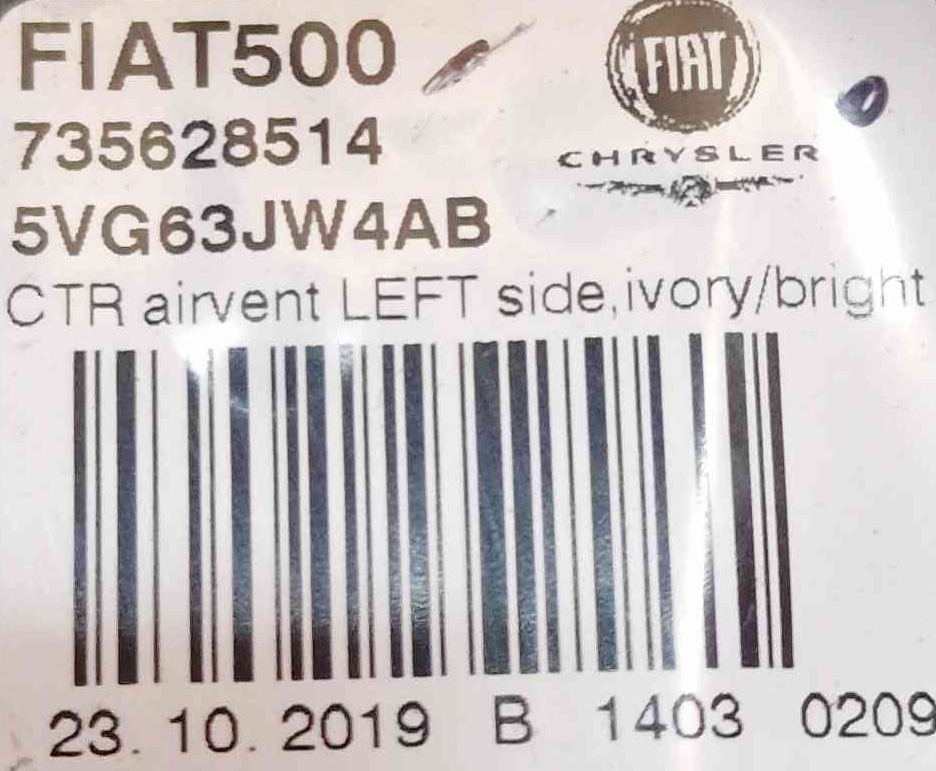 FIAT500
FIAT
735628514
CHRYSLER
5VG63JW4AB
CTR airvent LEFT side,ivory/bright
23.10.2019 B 1403 0209